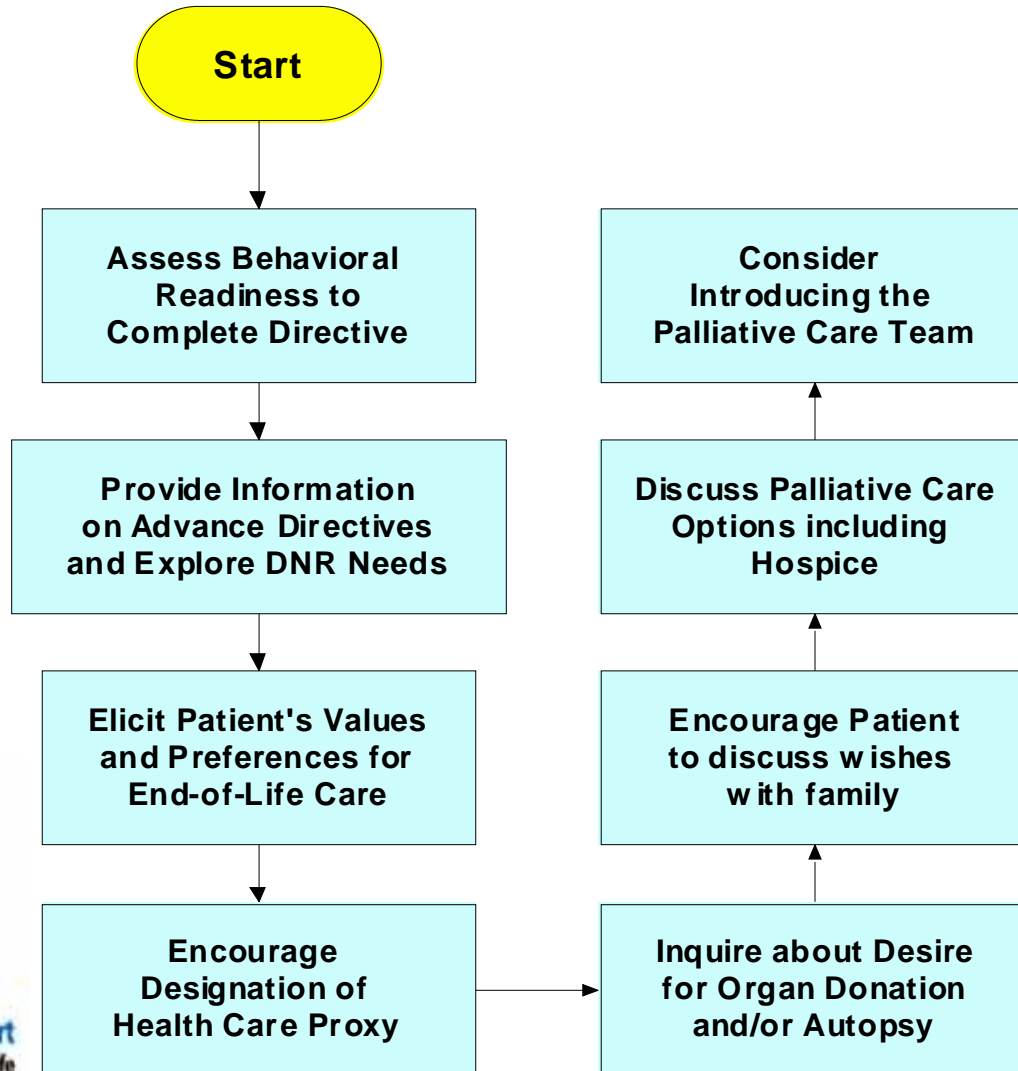 Start
Assess Behavioral
Readiness to
Complete Directive
Provide Information
on Advance Directives
and Explore DNR Needs
Elicit Patient's Values
and Preferences for
End-of-Life Care
Encourage
Designation of
Health Care Proxy
Inquire about Desire
for Organ Donation
and/or Autopsy
Encourage Patient
to discuss wishes
with family
Discuss Palliative Care
Options including
Hospice
Consider
Introducing the
Palliative Care Team